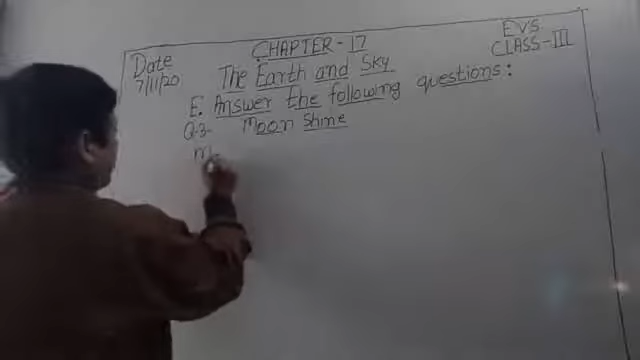 CHAPTER - 17
EVS
CLASS-III
Date
7/11/20
The Earth and Sky
E. Answer the following questions:
Q.3- Moon Shine
M